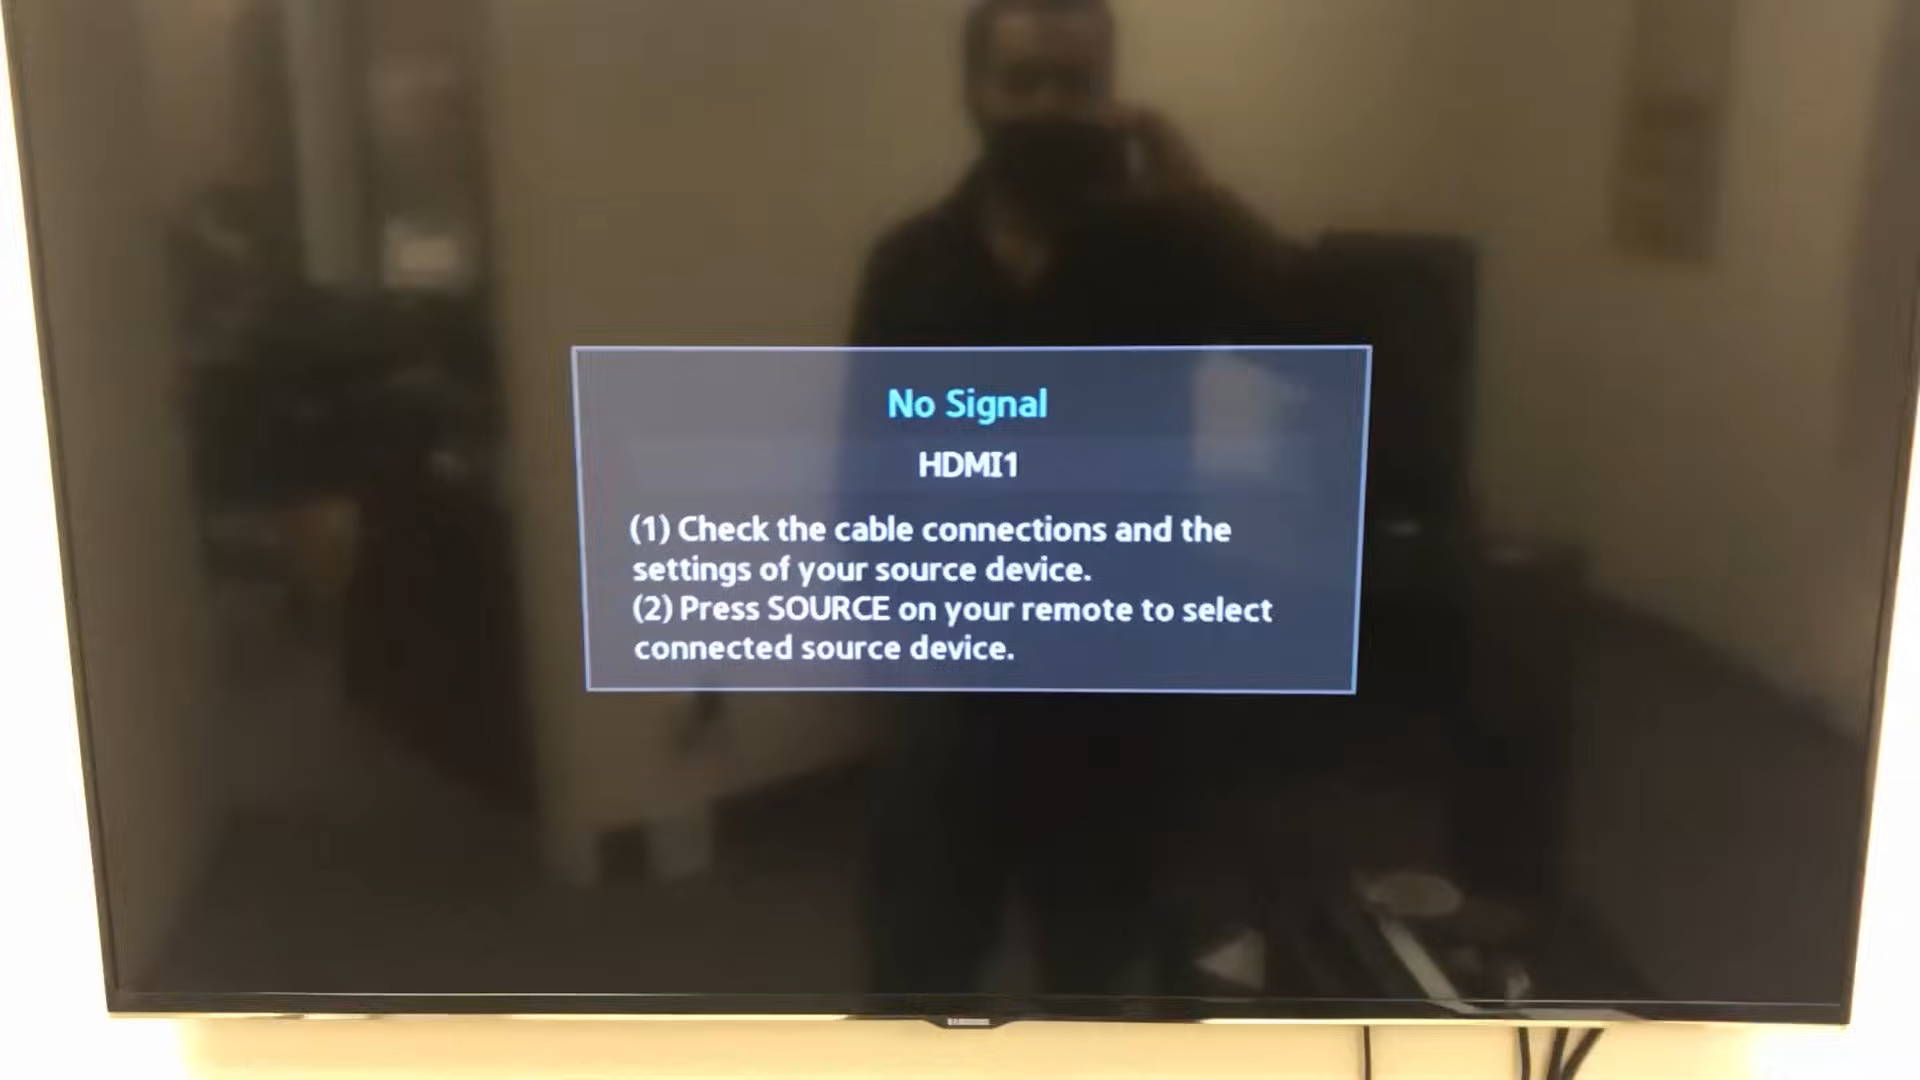 No Signal
HDMI1
(1) Check the cable connections and the
settings of your source device.
(2) Press SOURCE on your remote to select
connected source device.